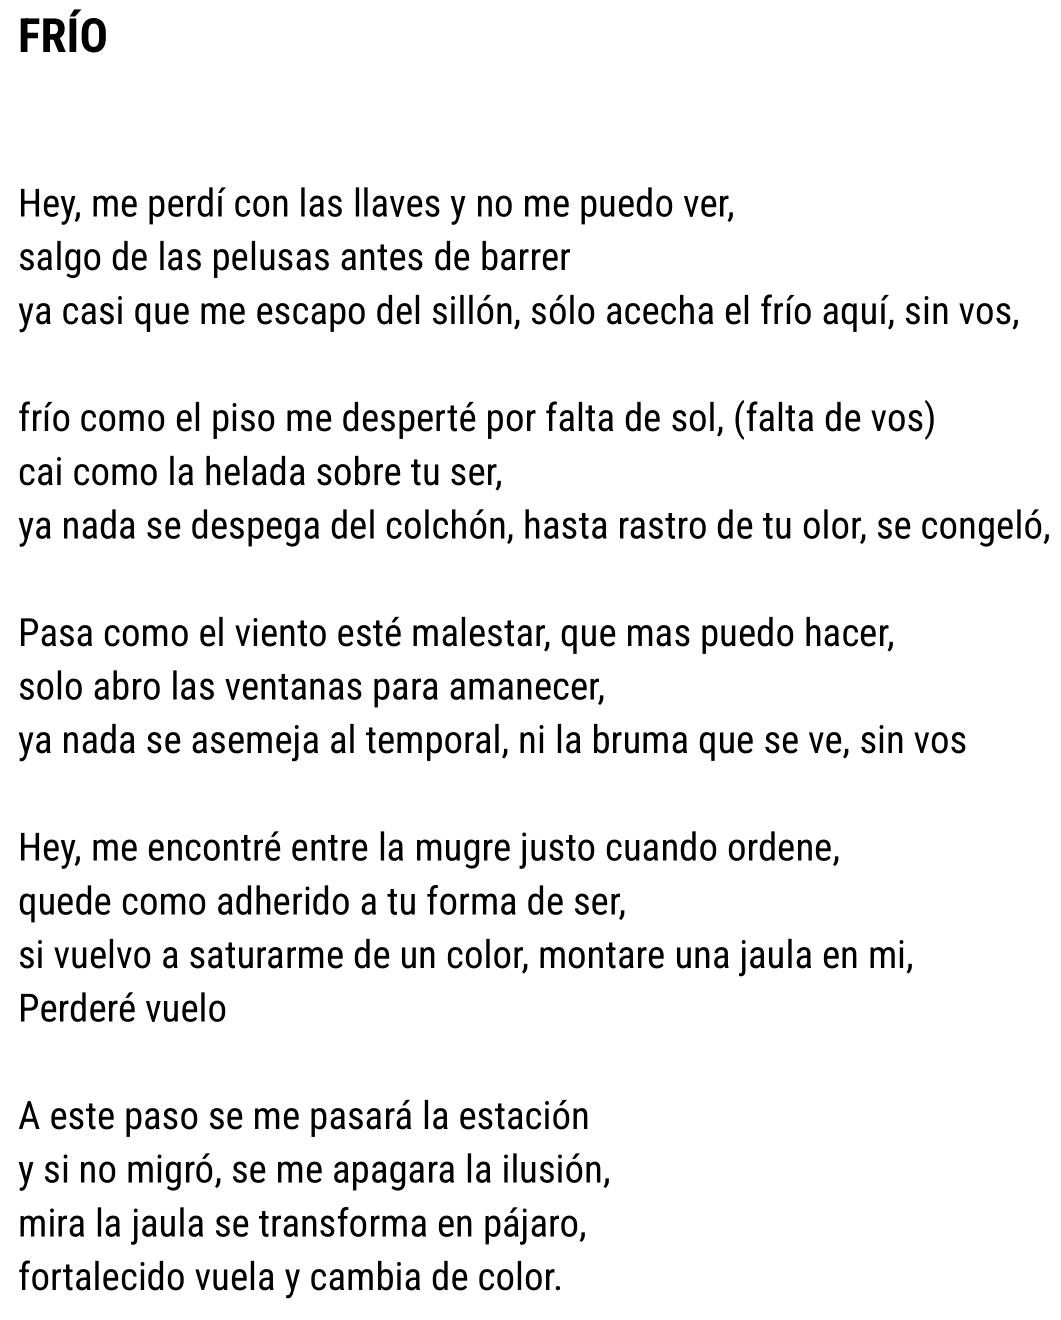 FRÍO
Hey, me perdí con las llaves y no me puedo ver,
salgo de las pelusas antes de barrer
ya casi que me escapo del sillón, sólo acecha el frío aquí, sin vos,
frío como el piso me desperté por falta de sol, (falta de vos)
cai como la helada sobre tu ser,
ya nada se despega del colchón, hasta rastro de tu olor, se congeló,
Pasa como el viento esté malestar, que mas puedo hacer,
solo abro las ventanas para amanecer,
ya nada se asemeja al temporal, ni la bruma que se ve, sin vos
Hey, me encontré entre la mugre justo cuando ordene,
quede como adherido a tu forma de ser,
si vuelvo a saturarme de un color, montare una jaula en mi,
Perderé vuelo
A este paso se me pasará la estación
y si no migró, se me apagara la ilusión,
mira la jaula se transforma en pájaro,
fortalecido vuela y cambia de color.